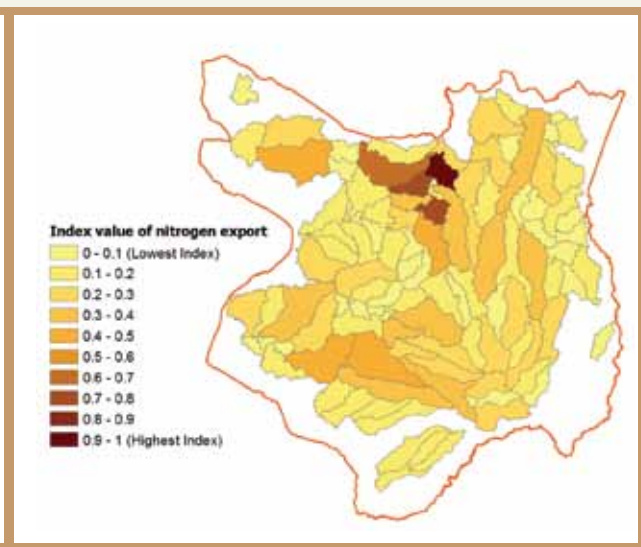 Index value of nitrogen export
0 - 0.1 (Lowest Index)
0.1 - 0.2
0.2 - 0.3
0.3 - 0.4
0.4 - 0.5
0.5 - 0.6
0.6 - 0.7
0.7 - 0.8
0.8 - 0.9
0.9 - 1 (Highest Index)